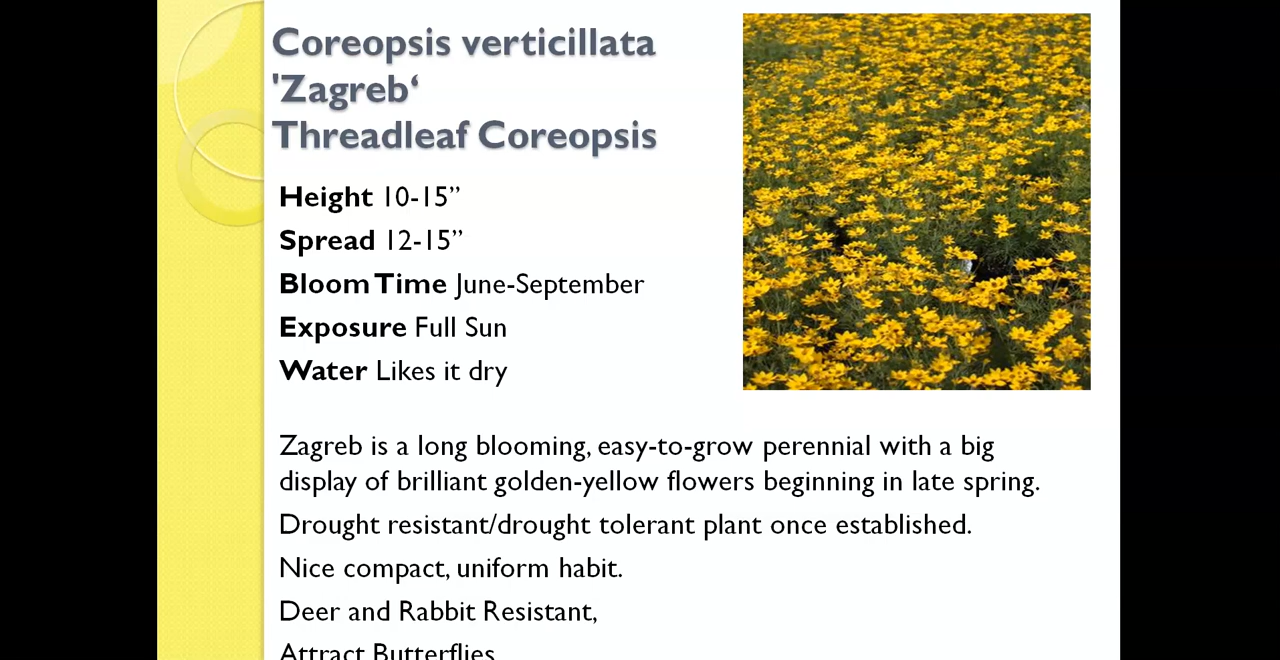 Coreopsis verticillata
'Zagreb‘
Threadleaf Coreopsis
Height 10-15”
Spread 12-15”
Bloom Time June-September
Exposure Full Sun
Water Likes it dry
Zagreb is a long blooming, easy-to-grow perennial with a big
display of brilliant golden-yellow flowers beginning in late spring.
Drought resistant/drought tolerant plant once established.
Nice compact, uniform habit.
Deer and Rabbit Resistant,
Attract Butterflies